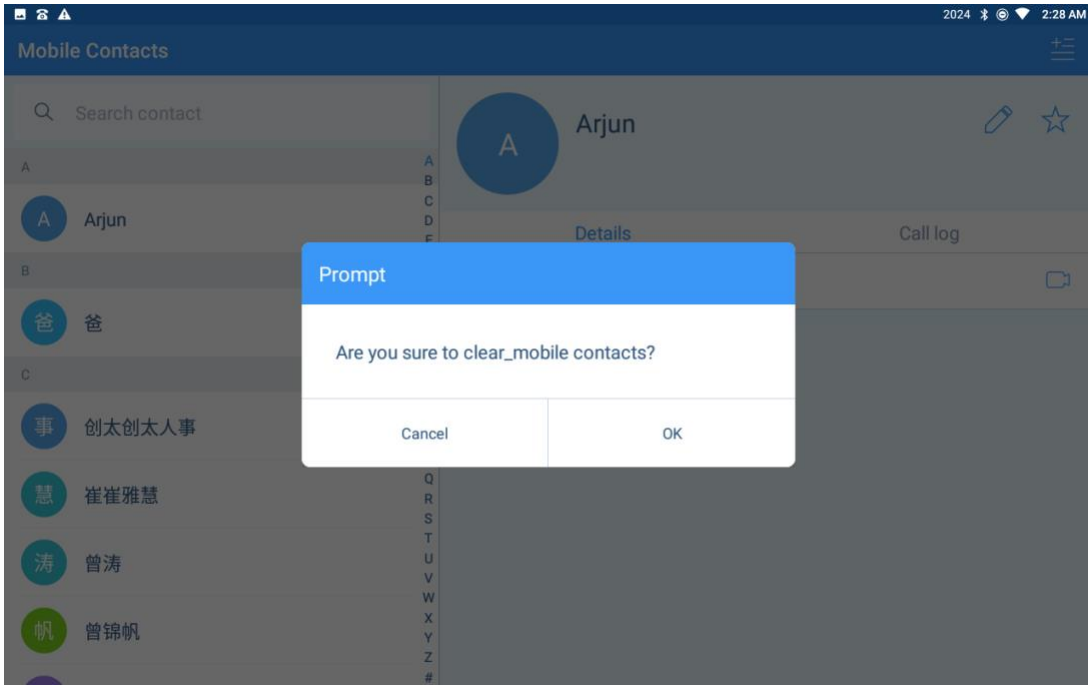 2024 2:28 AM
Mobile Contacts
Search contact
A
A Arjun
B
爸 爸
C
事 创太创太人事
慧 崔崔雅慧
涛 曾涛
帆 曾锦帆
A
B
C
D
Q
R
S
T
U
V
W
X
Y
Z
#
A Arjun
Details Call log
Prompt
Are you sure to clear_mobile contacts?
Cancel OK